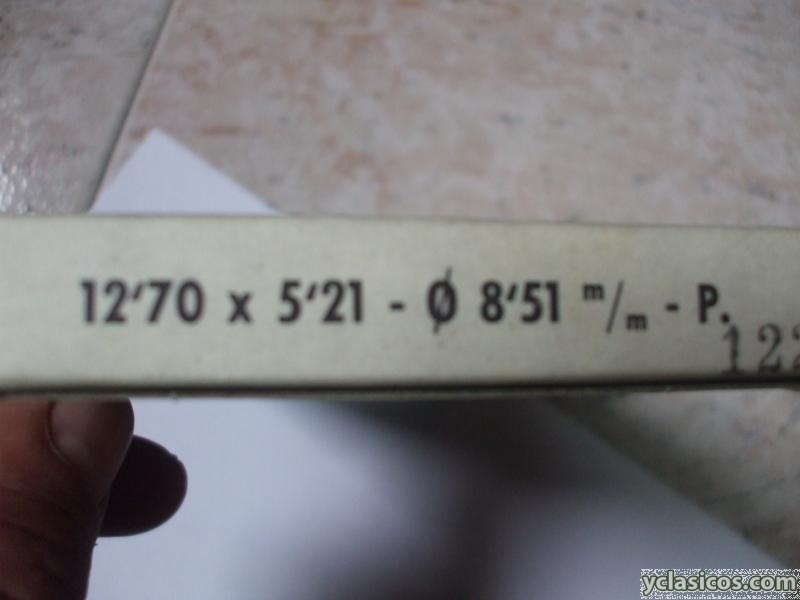 12'70 x 5'21 - Ø 8'51 m/m - P.
yclasicos.com